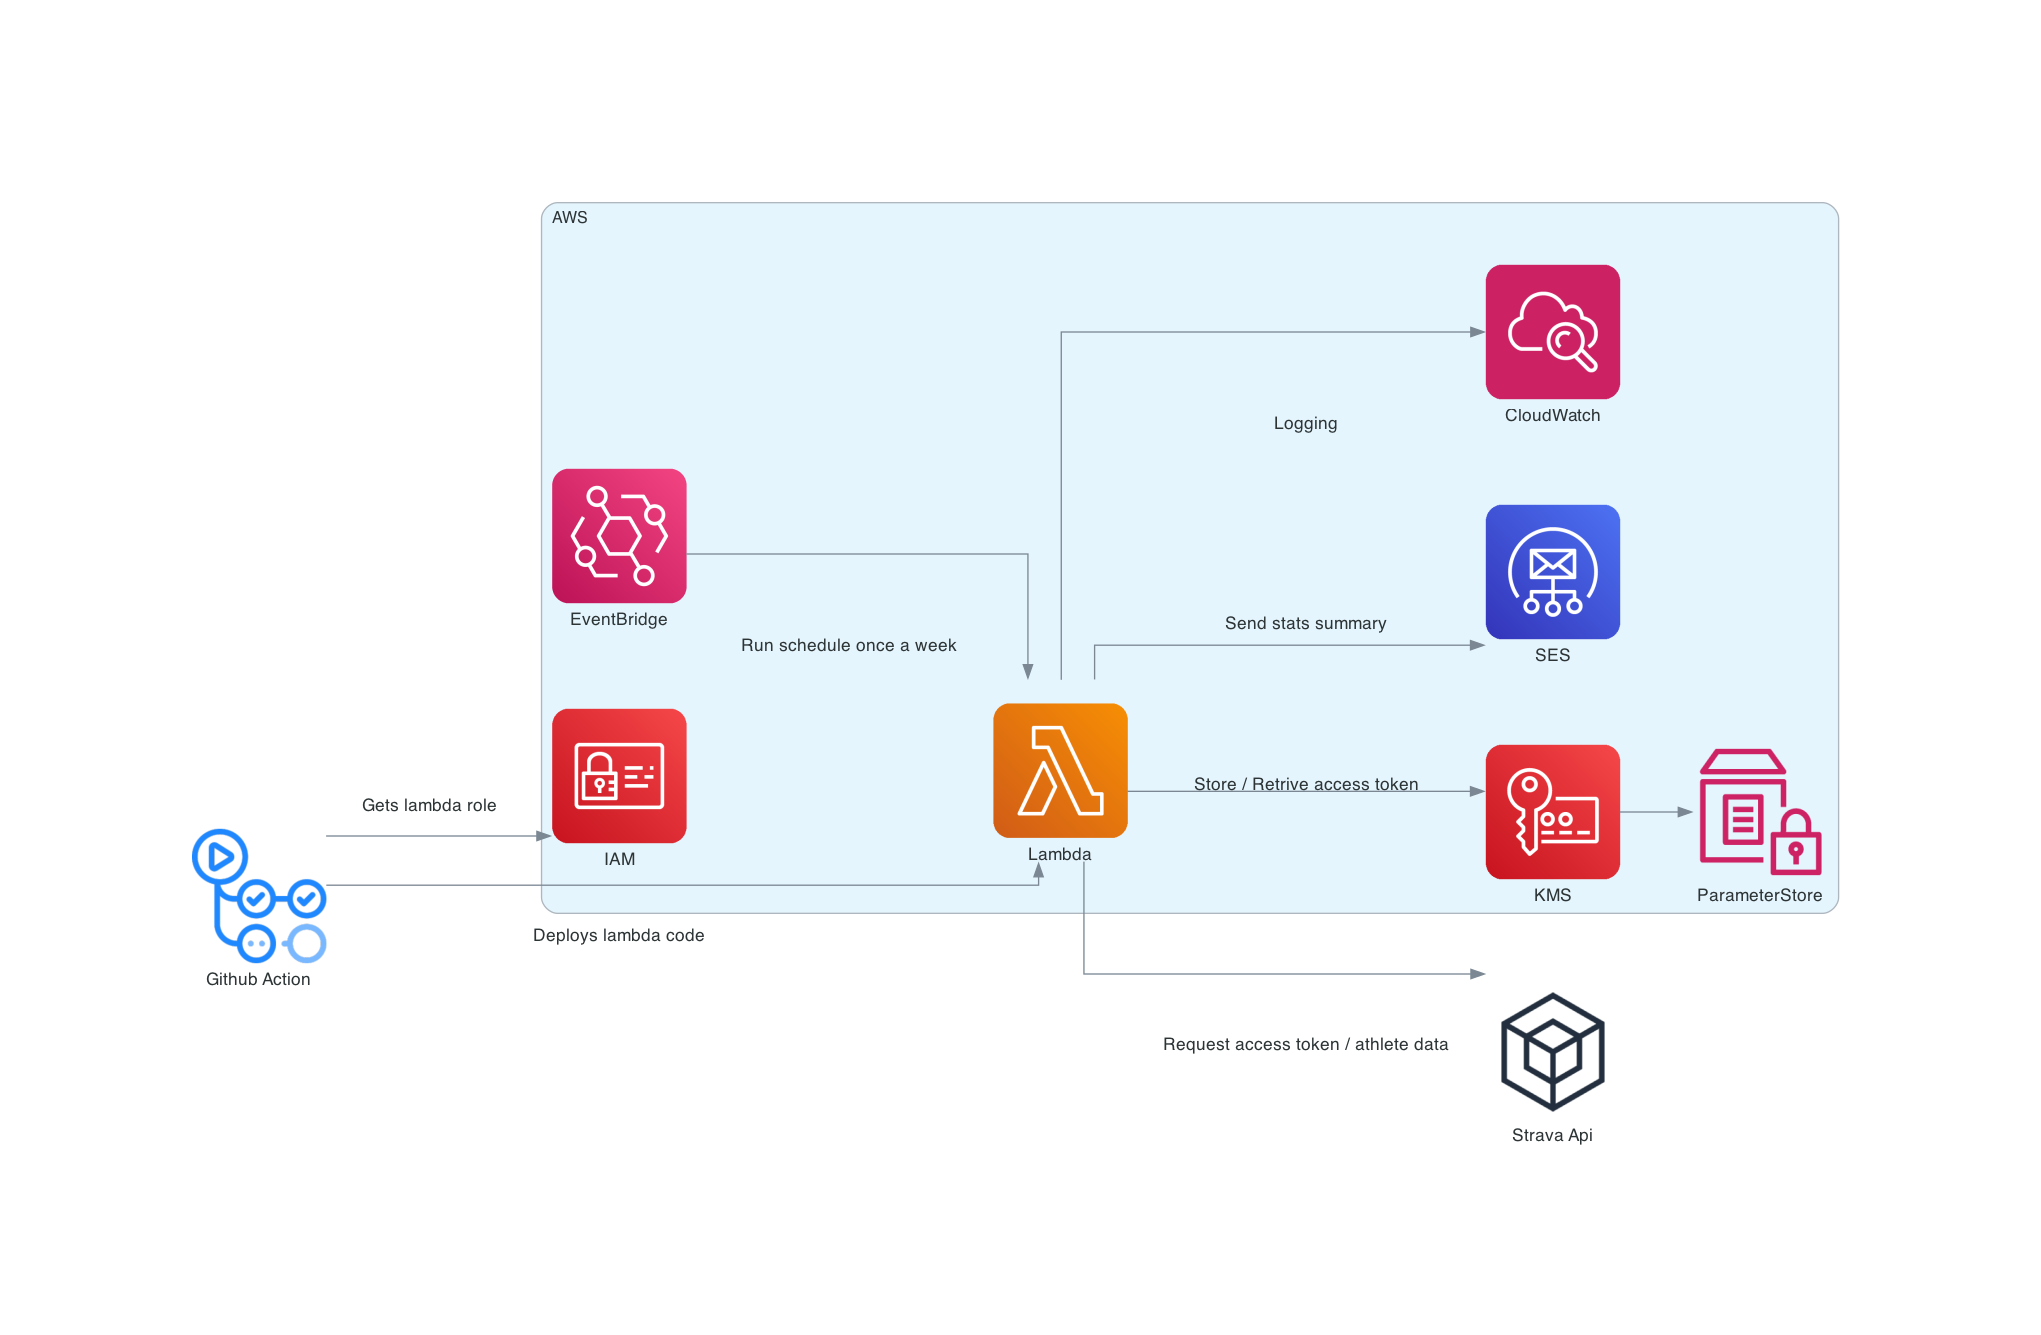 AWS
CloudWatch
Logging
EventBridge
Send stats summary
Run schedule once a week
SES
Store / Retrive access token
Gets lambda role
Lambda
IAM
KMS
ParameterStore
Deploys lambda code
Github Action
Request access token / athlete data
Strava Api